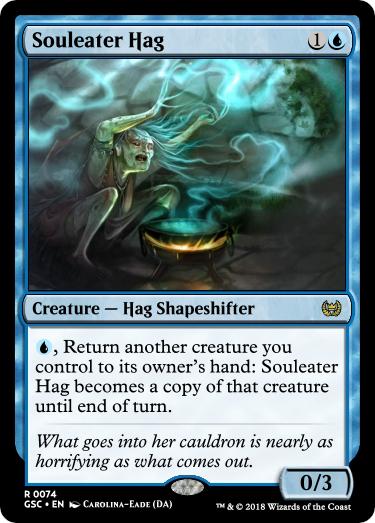 Souleater Hag 1
Creature — Hag Shapeshifter
, Return another creature you
control to its owner's hand: Souleater
Hag becomes a copy of that creature
until end of turn.
What goes into her cauldron is nearly as
horrifying as what comes out.
0/3
R 0074
GSC • EN Carolina-Eade (DA)
™ & © 2018 Wizards of the Coast